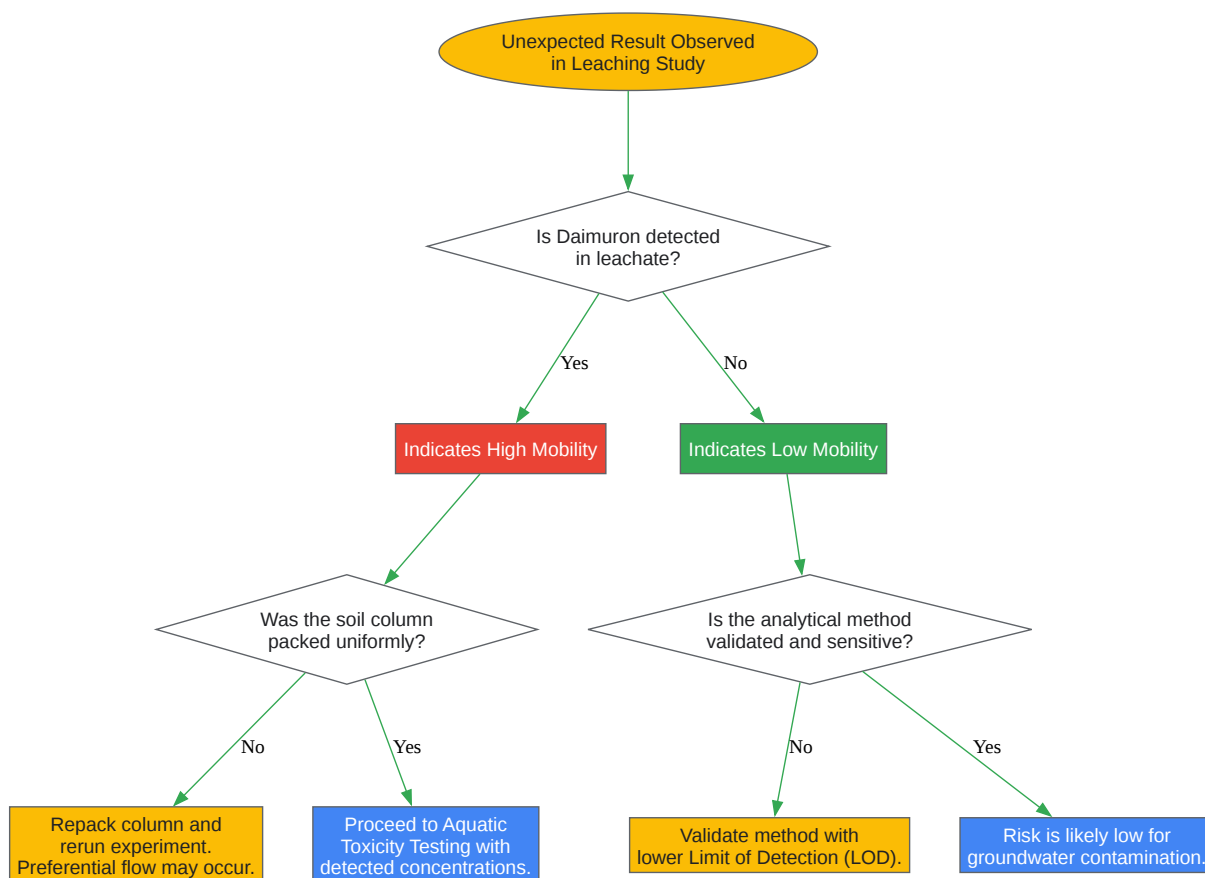 Unexpected Result Observed
in Leaching Study
Is Daimuron detected
in leachate?
Yes
No
Indicates High Mobility
Indicates Low Mobility
Was the soil column
packed uniformly?
Is the analytical method
validated and sensitive?
No
Yes
No
Yes
Repack column and
rerun experiment.
Preferential flow may occur.
Proceed to Aquatic
Toxicity Testing with
detected concentrations.
Validate method with
lower Limit of Detection (LOD).
Risk is likely low for
groundwater contamination.